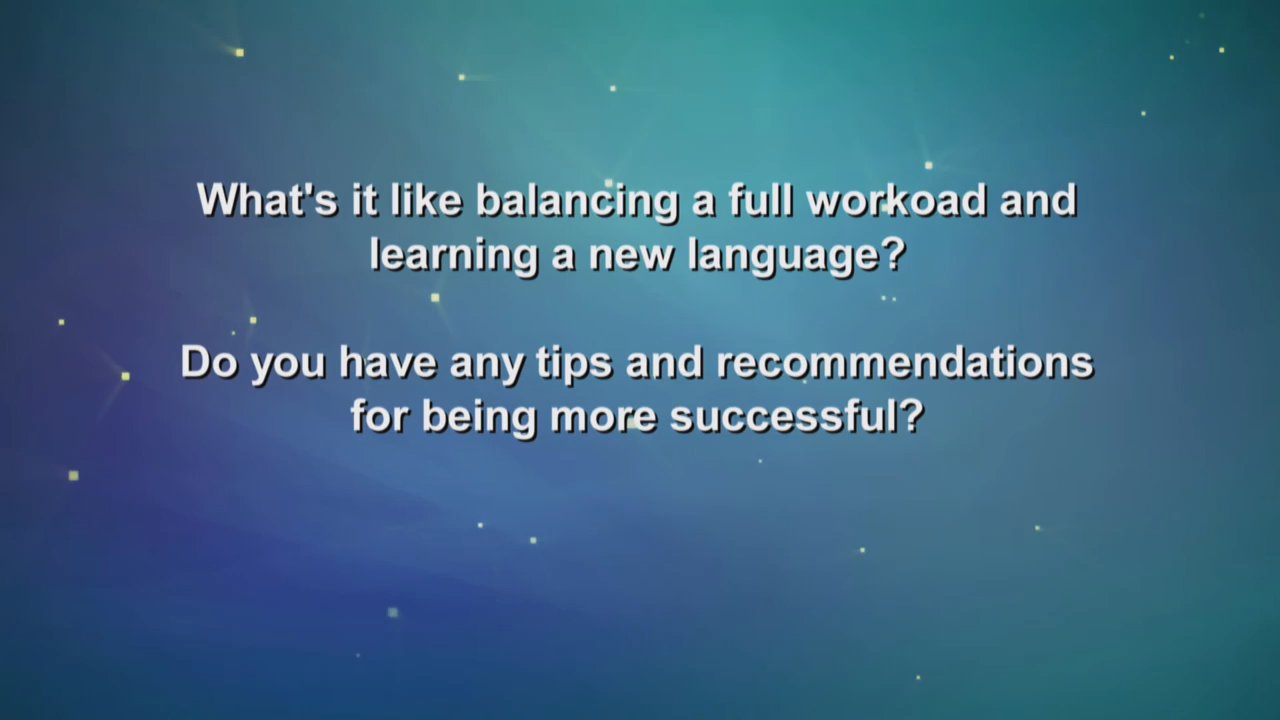 What's it like balancing a full workoad and
learning a new language?
Do you have any tips and recommendations
for being more successful?